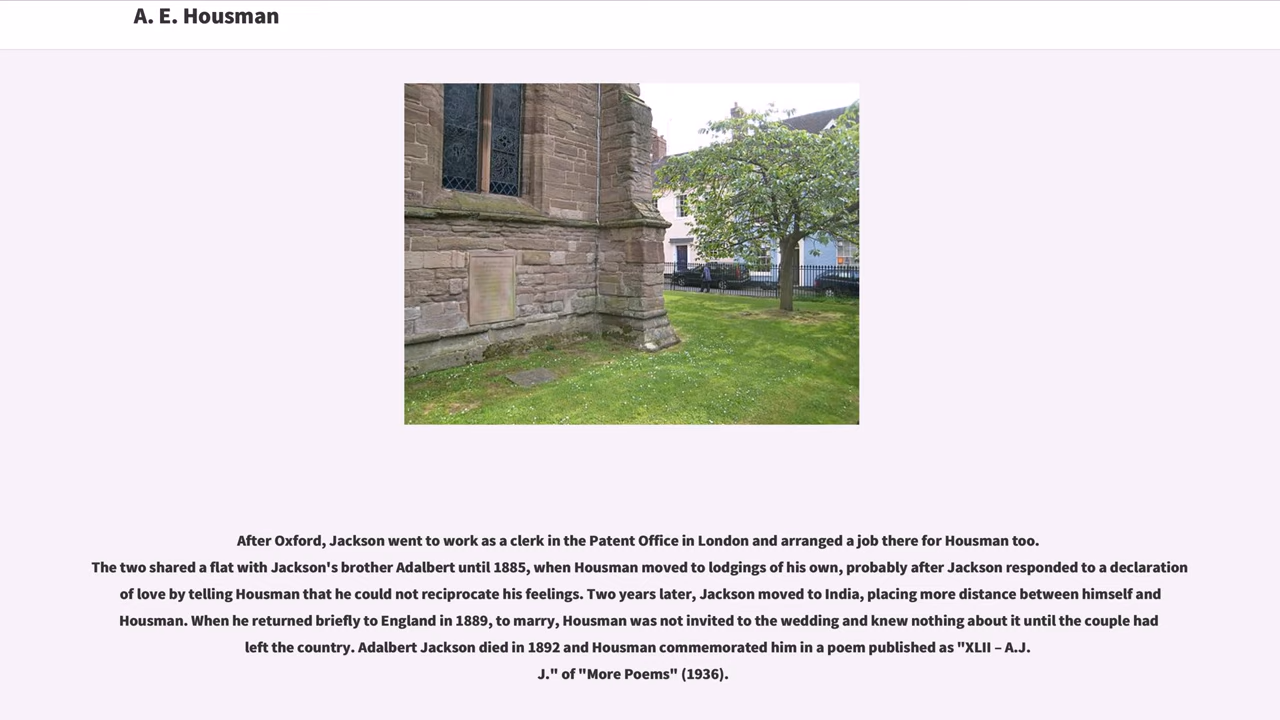 A. E. Housman
After Oxford, Jackson went to work as a clerk in the Patent Office in London and arranged a job there for Housman too.
The two shared a flat with Jackson's brother Adalbert until 1885, when Housman moved to lodgings of his own, probably after Jackson responded to a declaration
of love by telling Housman that he could not reciprocate his feelings. Two years later, Jackson moved to India, placing more distance between himself and
Housman. When he returned briefly to England in 1889, to marry, Housman was not invited to the wedding and knew nothing about it until the couple had
left the country. Adalbert Jackson died in 1892 and Housman commemorated him in a poem published as "XLII – A.J.
J." of "More Poems" (1936).